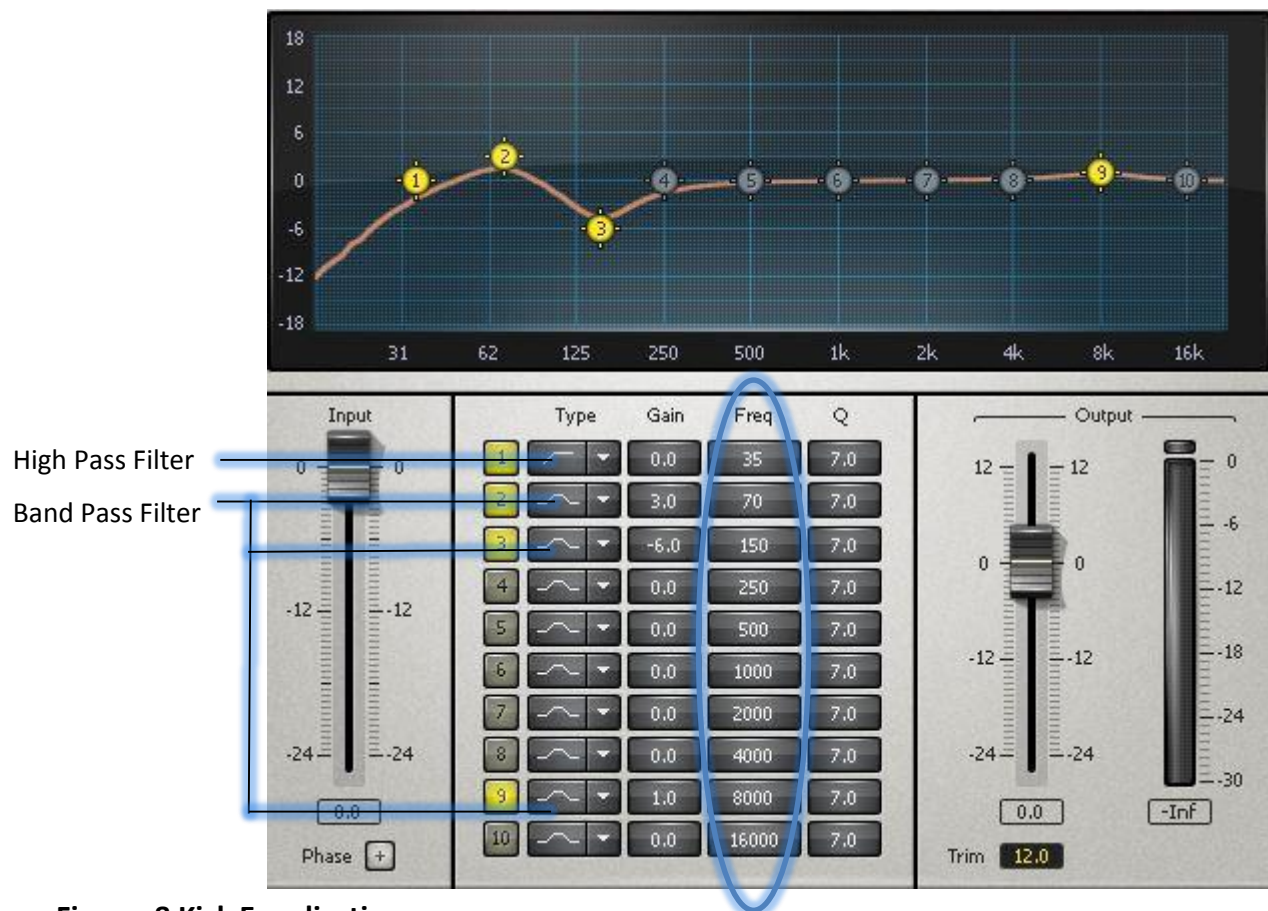 18
12
6
0
-6
-12
-18
1 2 3 4 5 6 7 8 9 10
31 62 125 250 500 1k 2k 4k 8k 16k
Input
0 0
-12 -12
-24 -24
0.0
Phase +
High Pass Filter
Band Pass Filter
Type Gain Freq Q
1 0.0 35 7.0
2 3.0 70 7.0
3 -6.0 150 7.0
4 0.0 250 7.0
5 0.0 500 7.0
6 0.0 1000 7.0
7 0.0 2000 7.0
8 0.0 4000 7.0
9 1.0 8000 7.0
10 0.0 16000 7.0
Output
12 12
0 0
-12 -12
-24 -24
0.0
Trim 12.0
0
-6
-12
-18
-24
-30
-Inf